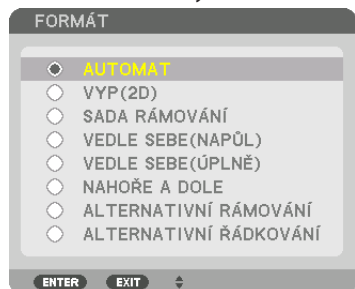 FORMÁT
AUTOMAT
VYP(2D)
SADA RÁMOVÁNÍ
VEDLE SEBE(NAPŮL)
VEDLE SEBE(ÚPLNĚ)
NAHOŘE A DOLE
ALTERNATIVNÍ RÁMOVÁNÍ
ALTERNATIVNÍ ŘÁDKOVÁNÍ
ENTER EXIT